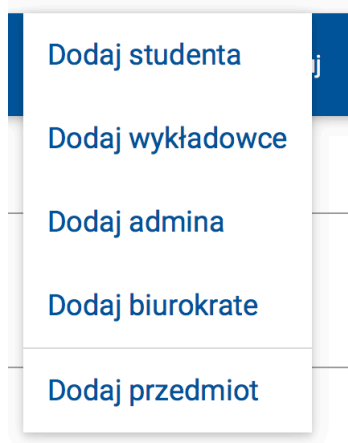 Dodaj studenta
Dodaj wykładowce
Dodaj admina
Dodaj biurokrate
Dodaj przedmiot